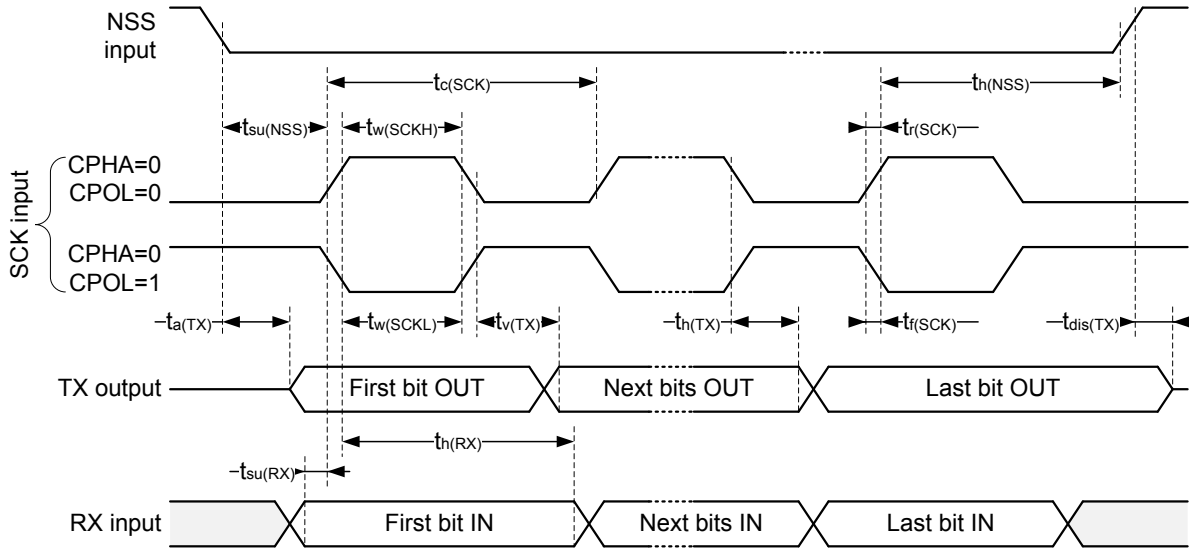 NSS
input
tc(SCK)
th(NSS)
tsu(NSS)
tw(SCKH)
tr(SCK)
SCK input
CPHA=0
CPOL=0
CPHA=0
CPOL=1
ta(TX)
tw(SCKL)
tv(TX)
th(TX)
tf(SCK)
tdis(TX)
TX output
First bit OUT
Next bits OUT
Last bit OUT
th(RX)
tsu(RX)
RX input
First bit IN
Next bits IN
Last bit IN